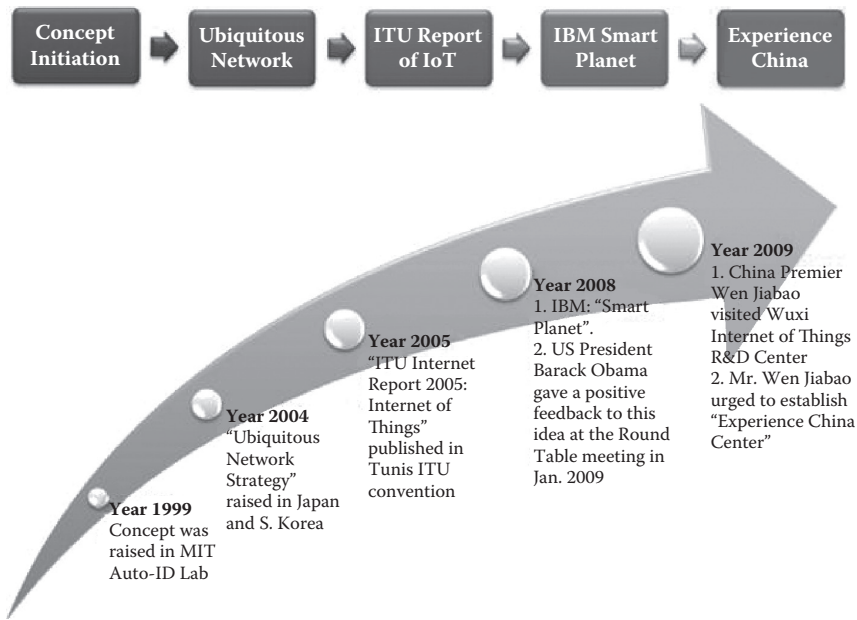 Concept
Initiation
Ubiquitous
Network
ITU Report
of IoT
IBM Smart
Planet
Experience
China
Year 1999
Concept was
raised in MIT
Auto-ID Lab
Year 2004
“Ubiquitous
Network
Strategy”
raised in Japan
and S. Korea
Year 2005
“ITU Internet
Report 2005:
Internet of
Things”
published in
Tunis ITU
convention
Year 2008
1. IBM: “Smart
Planet”.
2. US President
Barack Obama
gave a positive
feedback to this
idea at the Round
Table meeting in
Jan. 2009
Year 2009
1. China Premier
Wen Jiabao
visited Wuxi
Internet of Things
R&D Center
2. Mr. Wen Jiabao
urged to establish
“Experience China
Center”